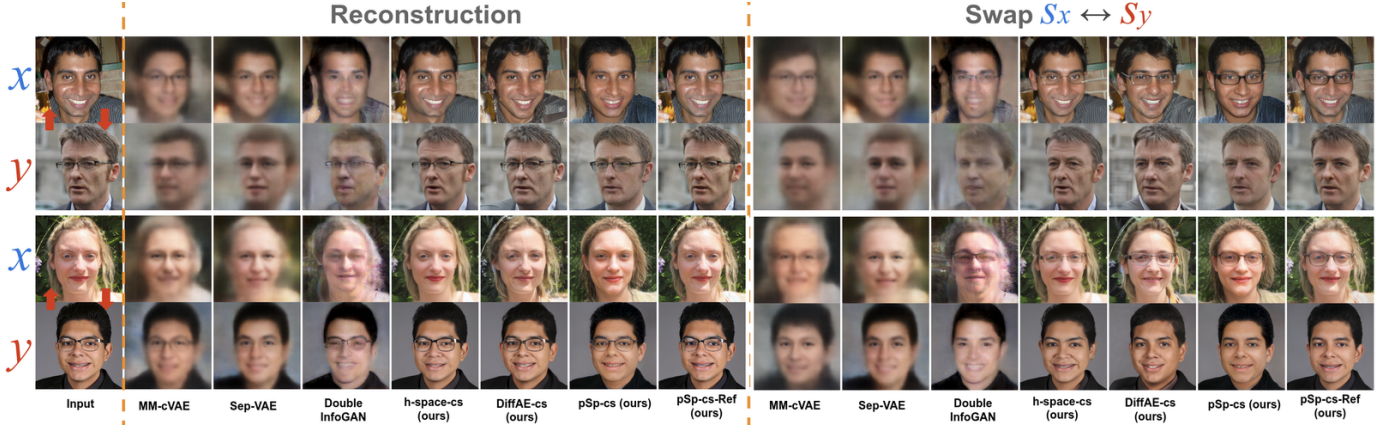 Reconstruction
Swap Sx ↔ Sy
x
y
x
y
Input
MM-cVAE
Sep-VAE
Double
InfoGAN
h-space-cs
(ours)
DiffAE-cs
(ours)
pSp-cs (ours)
pSp-cs-Ref
(ours)
MM-cVAE
Sep-VAE
Double
InfoGAN
h-space-cs
(ours)
DiffAE-cs
(ours)
pSp-cs (ours)
pSp-cs-Ref
(ours)